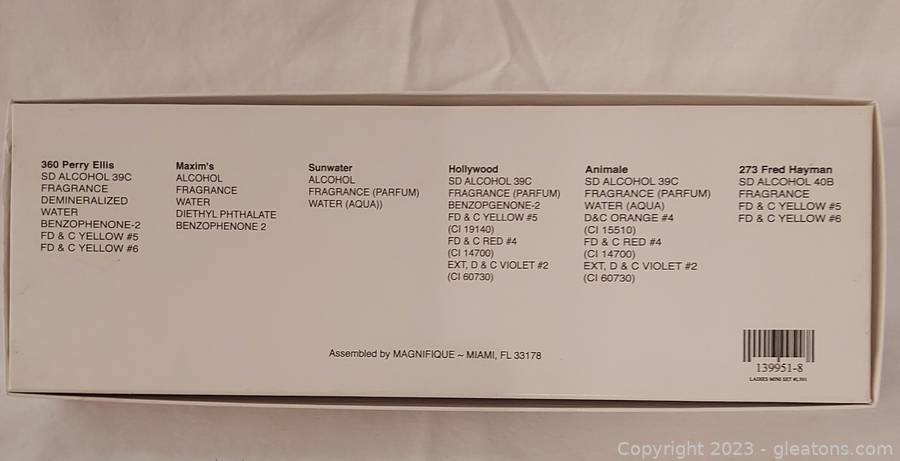 360 Perry Ellis
SD ALCOHOL 39C
FRAGRANCE
DEMINERALIZED
WATER
BENZOPHENONE-2
FD & C YELLOW #5
FD & C YELLOW #6
Maxim's
ALCOHOL
FRAGRANCE
WATER
DIETHYL PHTHALATE
BENZOPHENONE 2
Sunwater
ALCOHOL
FRAGRANCE (PARFUM)
WATER (AQUA))
Hollywood
SD ALCOHOL 39C
FRAGRANCE (PARFUM)
BENZOPGENONE-2
FD & C YELLOW #5
(CI 19140)
FD & C RED #4
(CI 14700)
EXT, D & C VIOLET #2
(CI 60730)
Animale
SD ALCOHOL 39C
FRAGRANCE (PARFUM)
WATER (AQUA)
D&C ORANGE #4
(CI 15510)
FD & C RED #4
(CI 14700)
EXT, D & C VIOLET #2
(CI 60730)
273 Fred Hayman
SD ALCOHOL 40B
FRAGRANCE
FD & C YELLOW #5
FD & C YELLOW #6
Assembled by MAGNIFIQUE ~ MIAMI, FL 33178
139951-8
LADIES MINI SET
Copyright 2023 - gleatons.com